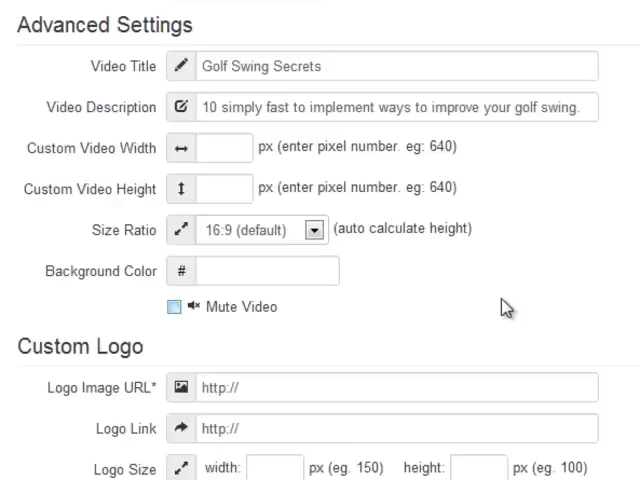 Advanced Settings
Video Title Golf Swing Secrets
Video Description 10 simply fast to implement ways to improve your golf swing.
Custom Video Width px (enter pixel number. eg: 640)
Custom Video Height px (enter pixel number. eg: 640)
Size Ratio 16:9 (default) (auto calculate height)
Background Color #
Mute Video
Custom Logo
Logo Image URL* http://
Logo Link http://
Logo Size width: px (eg. 150) height: px (eg. 100)